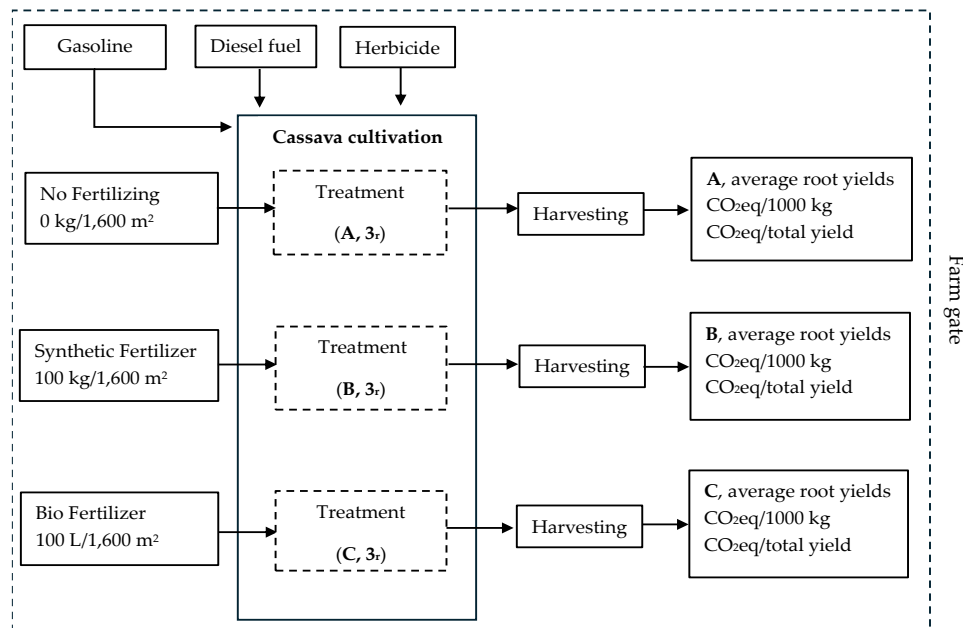 Gasoline
Diesel fuel
Herbicide
Cassava cultivation
No Fertilizing
0 kg/1,600 m²
Treatment
(A, 3ᵣ)
Harvesting
A, average root yields
CO₂eq/1000 kg
CO₂eq/total yield
Synthetic Fertilizer
100 kg/1,600 m²
Treatment
(B, 3ᵣ)
Harvesting
B, average root yields
CO₂eq/1000 kg
CO₂eq/total yield
Bio Fertilizer
100 L/1,600 m²
Treatment
(C, 3ᵣ)
Harvesting
C, average root yields
CO₂eq/1000 kg
CO₂eq/total yield
Farm gate